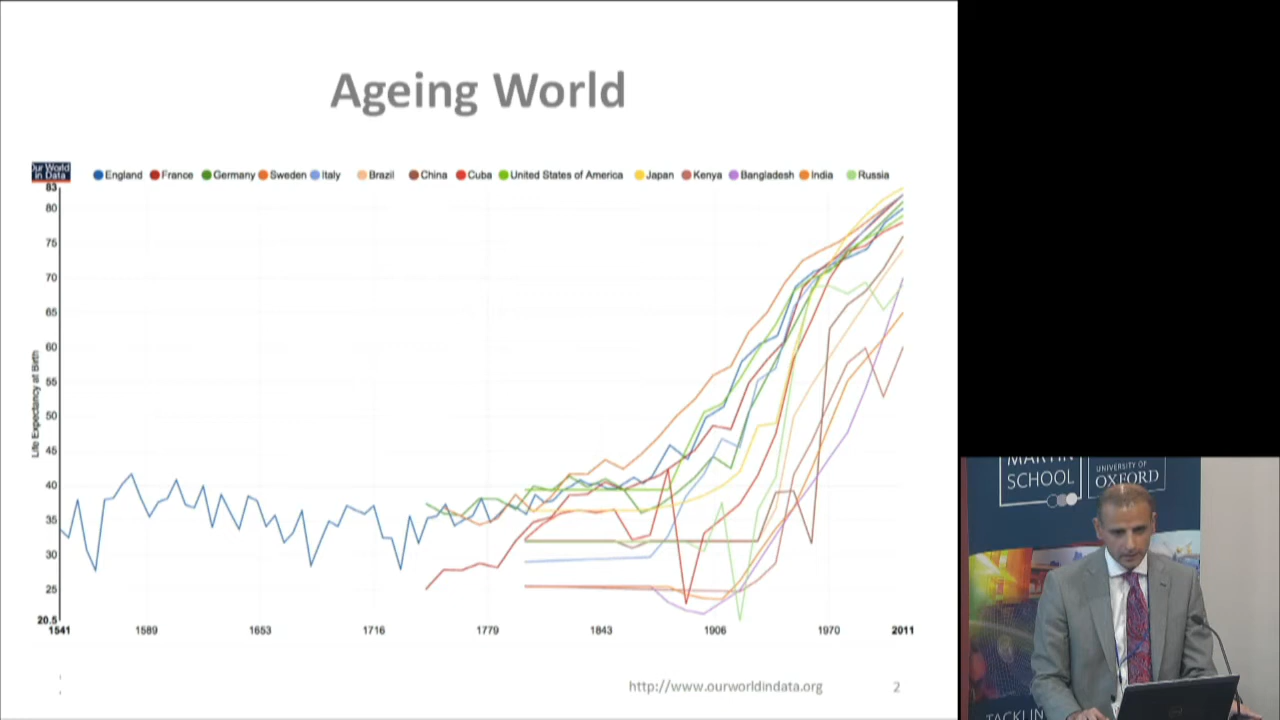 Ageing World
Our World
in Data
England France Germany Sweden Italy Brazil China Cuba United States of America Japan Kenya Bangladesh India Russia
83
80
75
70
65
60
55
50
45
40
35
30
25
20.5
Life Expectancy at Birth
1541 1589 1653 1716 1779 1843 1906 1970 2011
http://www.ourworldindata.org 2
MARTIN
SCHOOL
UNIVERSITY OF
OXFORD
TACKLIN